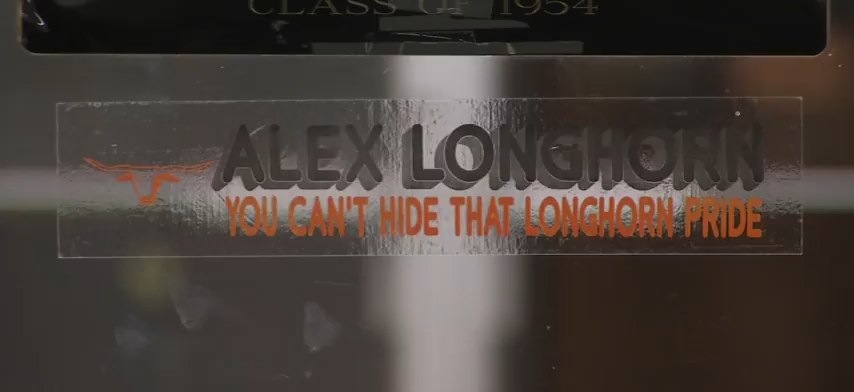 CLASS OF 1954
ALEX LONGHORN
YOU CAN'T HIDE THAT LONGHORN PRIDE